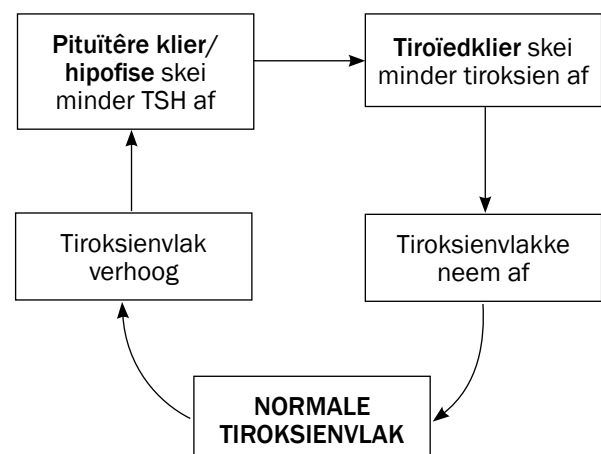 Pituïtêre klier/
hipofise skei
minder TSH af
Tiroïedklier skei
minder tiroksien af
Tiroksienvlak
verhoog
Tiroksienvlakke
neem af
NORMALE
TIROKSIENVLAK